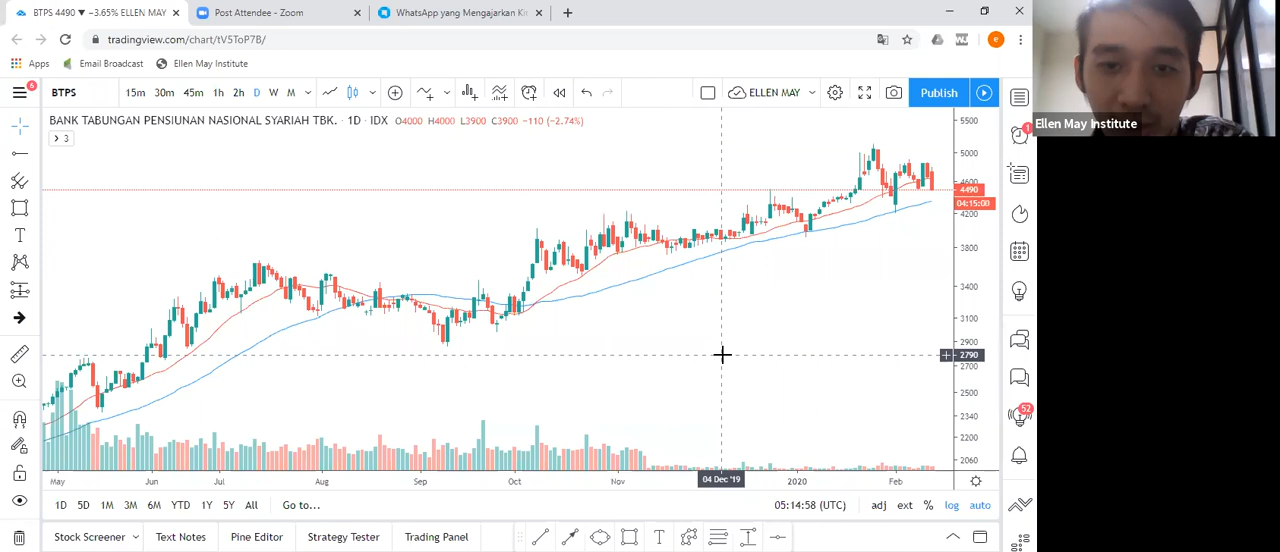 BTPS 4490 ▼ −3.65% ELLEN MAY
Post Attendee - Zoom
WhatsApp yang Mengajarkan Kit
tradingview.com/chart/tV5ToP7B/
e
Apps
Email Broadcast
Ellen May Institute
6
BTPS
15m 30m 45m 1h 2h D W M
ELLEN MAY
Publish
BANK TABUNGAN PENSIUNAN NASIONAL SYARIAH TBK. · 1D · IDX O4000 H4000 L3900 C3900 −110 (−2.74%)
3
5500
5000
4600
4490
04:15:00
4200
3800
3400
3100
2900
2790
2700
2500
2340
2200
2060
May Jun Jul Aug Sep Oct Nov 04 Dec '19 2020 Feb
1D 5D 1M 3M 6M YTD 1Y 5Y All Go to...
05:14:58 (UTC) adj ext % log auto
Stock Screener Text Notes Pine Editor Strategy Tester Trading Panel
1
52
Ellen May Institute